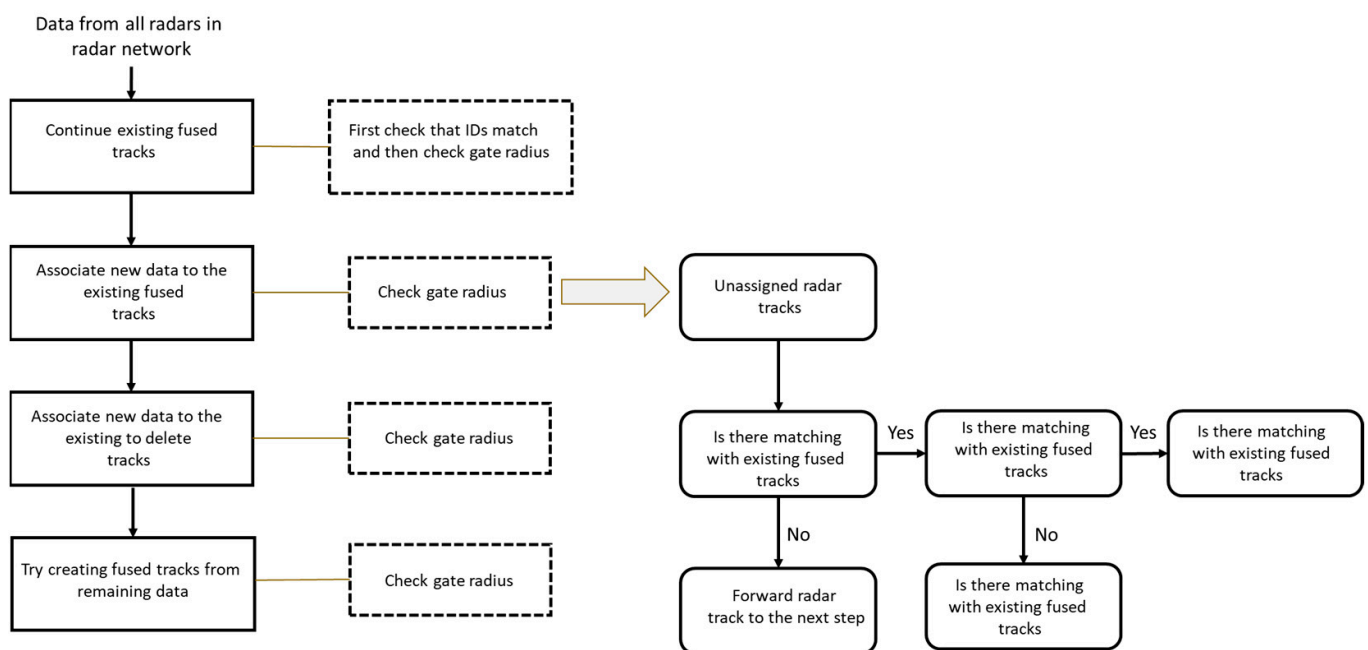 Data from all radars in
radar network
Continue existing fused
tracks
First check that IDs match
and then check gate radius
Associate new data to the
existing fused
tracks
Check gate radius
Associate new data to the
existing to delete
tracks
Check gate radius
Try creating fused tracks from
remaining data
Check gate radius
Unassigned radar
tracks
Is there matching
with existing fused
tracks
Yes
Is there matching
with existing fused
tracks
Yes
Is there matching
with existing fused
tracks
No
No
Forward radar
track to the next step
Is there matching
with existing fused
tracks